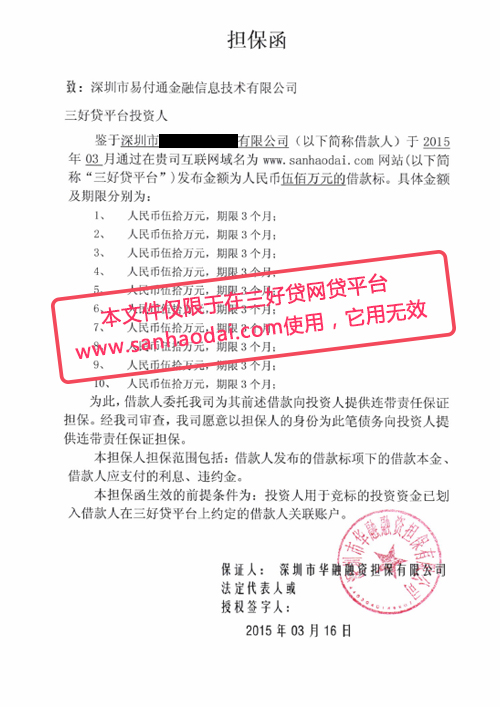 担保函
致：深圳市易付通金融信息技术有限公司
三好贷平台投资人
鉴于深圳市 有限公司（以下简称借款人）于 2015
年 03 月通过在贵司互联网域名为 www.sanhaodai.com 网站(以下简
称“三好贷平台”)发布金额为人民币伍佰万元的借款标。具体金额
及期限分别为：
1、 人民币伍拾万元，期限 3 个月；
2、 人民币伍拾万元，期限 3 个月；
3、 人民币伍拾万元，期限 3 个月；
4、 人民币伍拾万元，期限 3 个月；
5、 人民币伍拾万元，期限 3 个月；
6、 人民币伍拾万元，期限 3 个月；
7、 人民币伍拾万元，期限 3 个月；
8、 人民币伍拾万元，期限 3 个月；
9、 人民币伍拾万元，期限 3 个月；
10、 人民币伍拾万元，期限 3 个月；
本文件仅限于在三好贷网贷平台
www.sanhaodai.com使用，它用无效
为此，借款人委托我司为其前述借款向投资人提供连带责任保证
担保。经我司审查，我司愿意以担保人的身份为此笔债务向投资人提
供连带责任保证担保。
本担保人担保范围包括：借款人发布的借款标项下的借款本金、
借款人应支付的利息、违约金。
本担保函生效的前提条件为：投资人用于竞标的投资资金已划
入借款人在三好贷平台上约定的借款人关联账户。
深圳市华融融资担保有限公司
保证人： 深圳市华融融资担保有限公司
法定代表人或
授权签字人：
2015 年 03 月 16 日